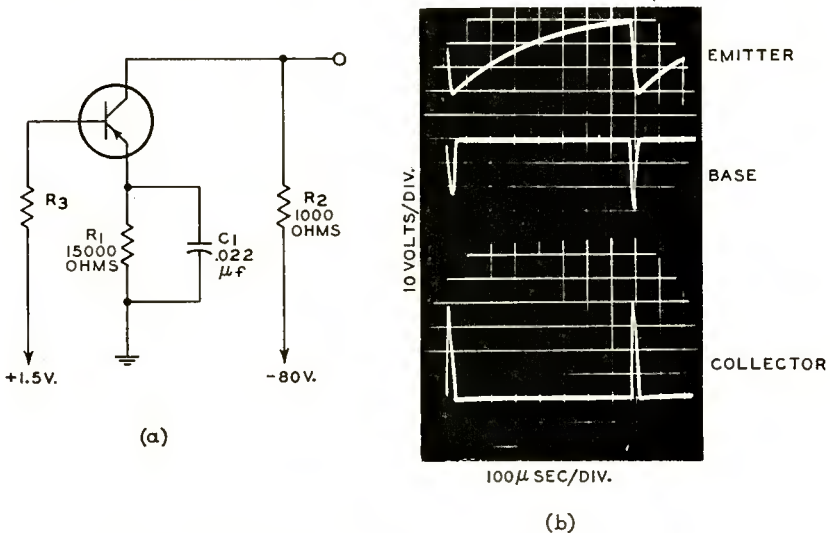 R3
R1
15000
OHMS
C1
.022
μf
R2
1000
OHMS
+1.5V.
-80V.
(a)
EMITTER
BASE
COLLECTOR
10 VOLTS/DIV.
100μ SEC/DIV.
(b)